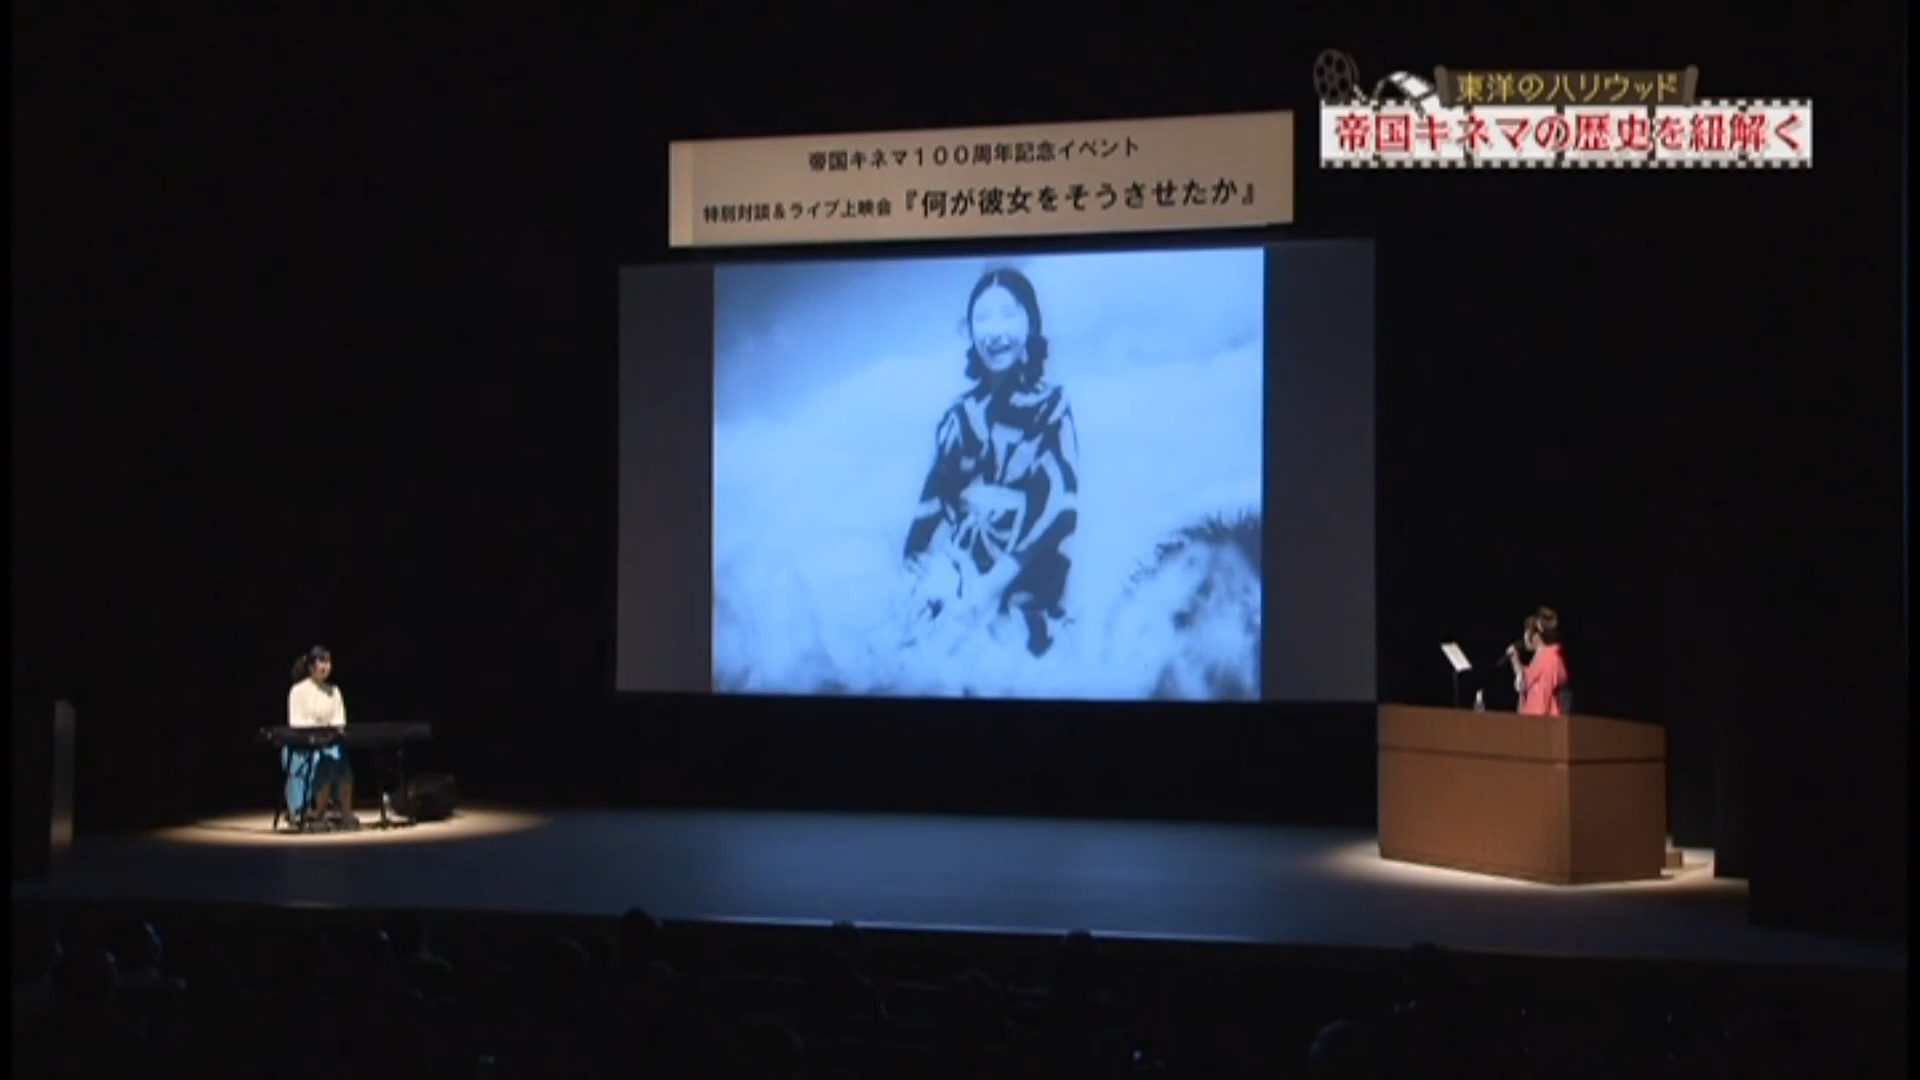 東洋のハリウッド
帝国キネマの歴史を紐解く
帝国キネマ１００周年記念イベント
特別対談＆ライブ上映会『何が彼女をそうさせたか』